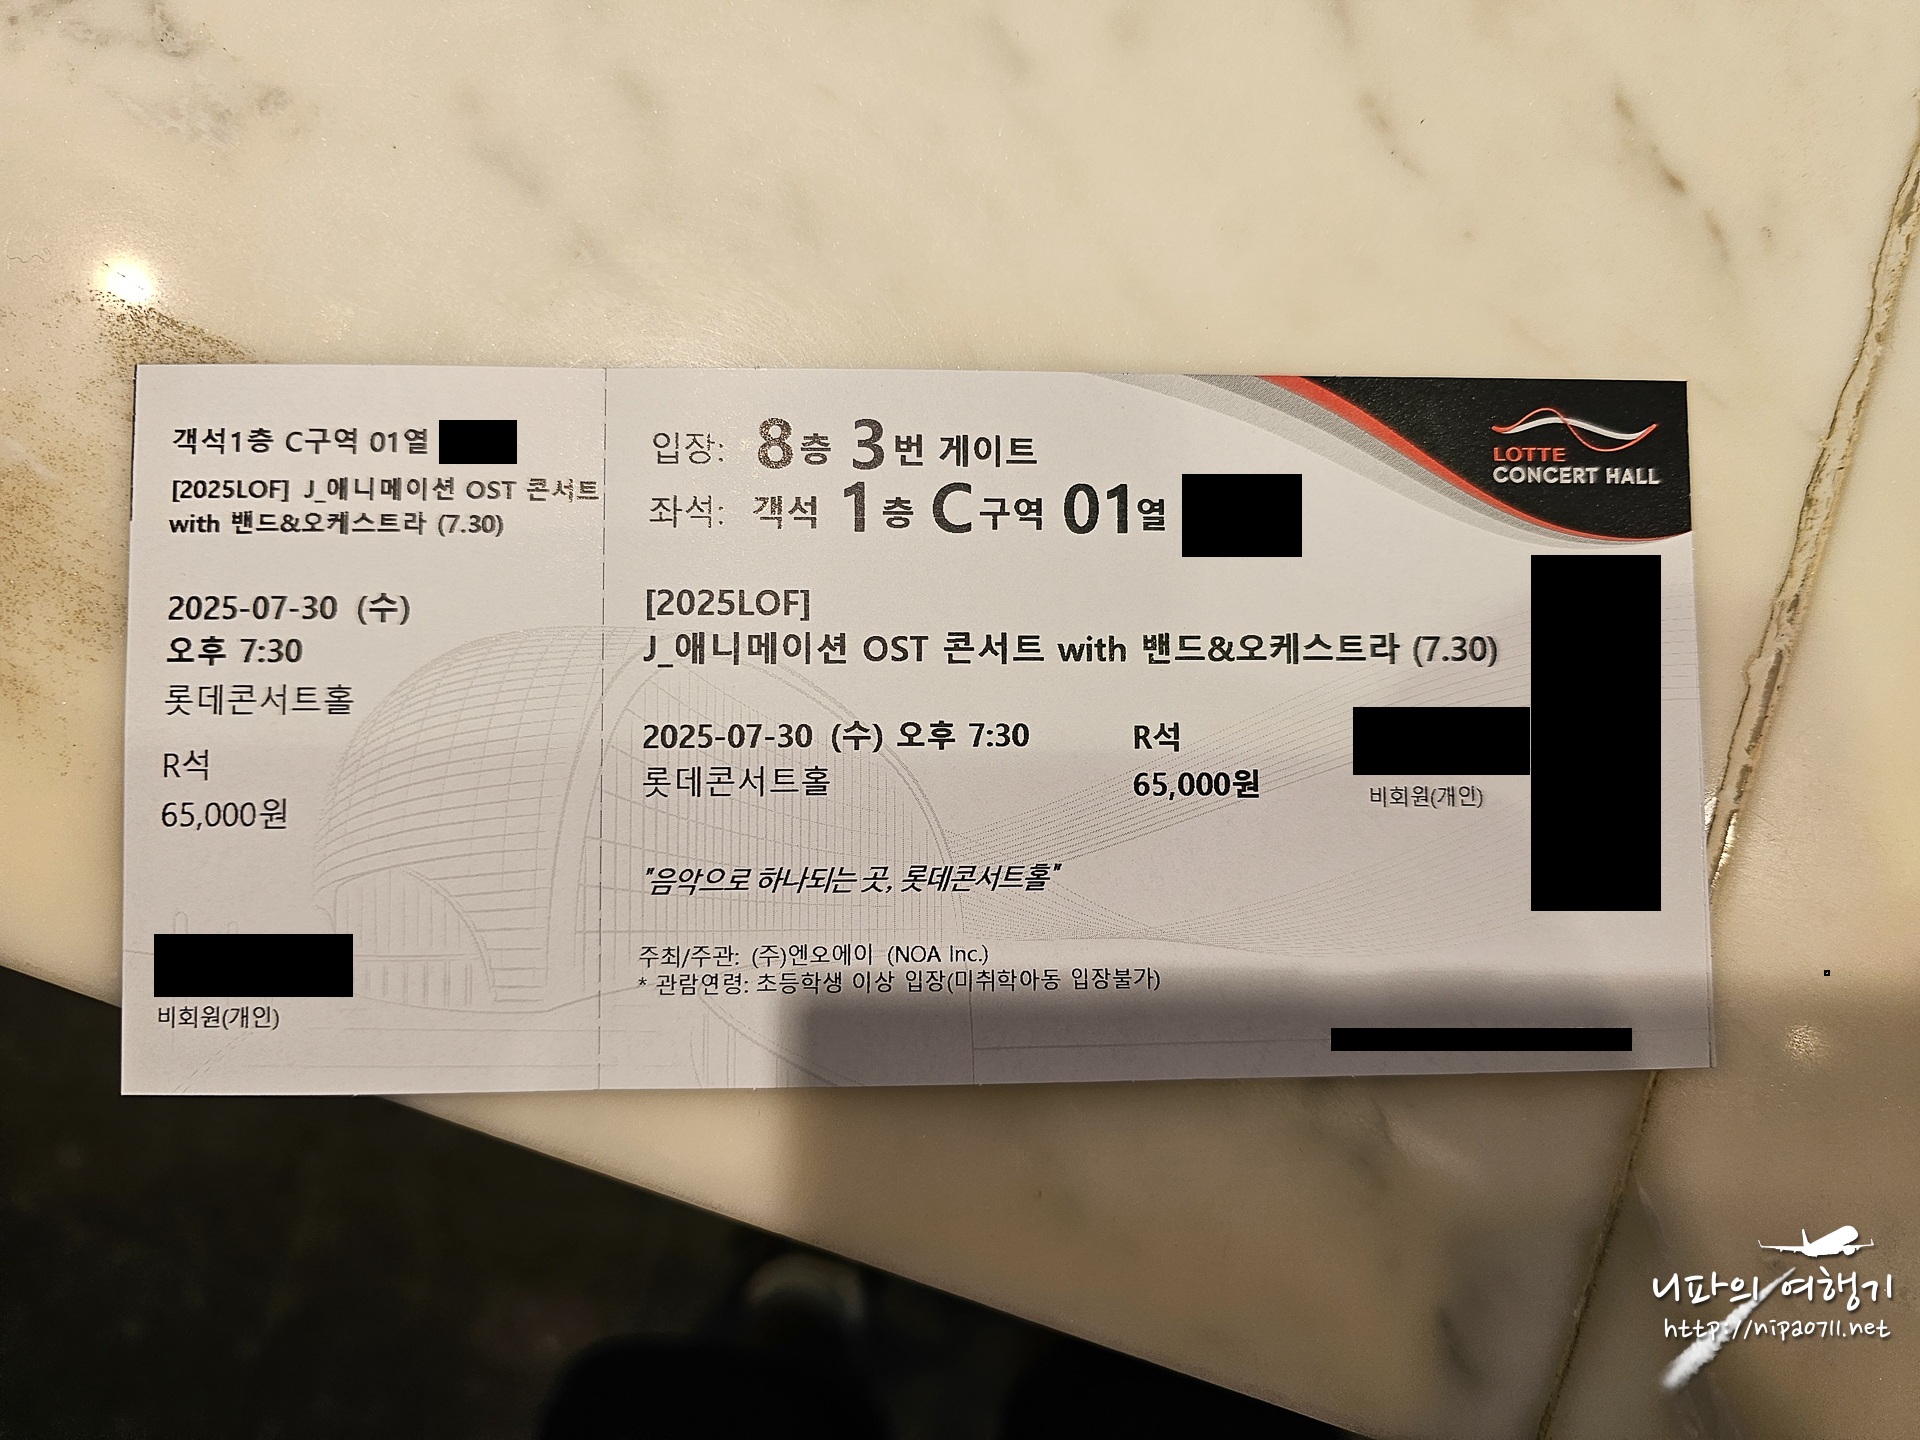 객석1층 C구역 01열
[2025LOF] J_애니메이션 OST 콘서트
with 밴드&오케스트라 (7.30)
2025-07-30 (수)
오후 7:30
롯데콘서트홀
R석
65,000원
비회원(개인)
입장: 8층 3번 게이트
좌석: 객석 1층 C구역 01열
LOTTE
CONCERT HALL
[2025LOF]
J_애니메이션 OST 콘서트 with 밴드&오케스트라 (7.30)
2025-07-30 (수) 오후 7:30 R석
롯데콘서트홀 65,000원
비회원(개인)
"음악으로 하나되는 곳, 롯데콘서트홀"
주최/주관: (주)엔오에이 (NOA Inc.)
* 관람연령: 초등학생 이상 입장(미취학아동 입장불가)
니파의 여행기
http://nipa0711.net